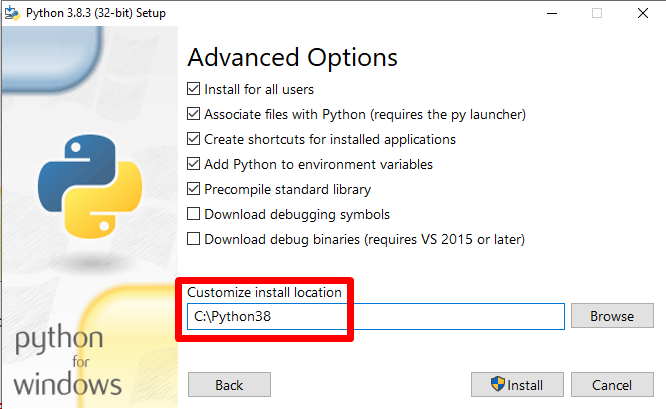 Python 3.8.3 (32-bit) Setup
Advanced Options
Install for all users
Associate files with Python (requires the py launcher)
Create shortcuts for installed applications
Add Python to environment variables
Precompile standard library
Download debugging symbols
Download debug binaries (requires VS 2015 or later)
Customize install location
C:\Python38
Browse
python
for
windows
Back
Install
Cancel